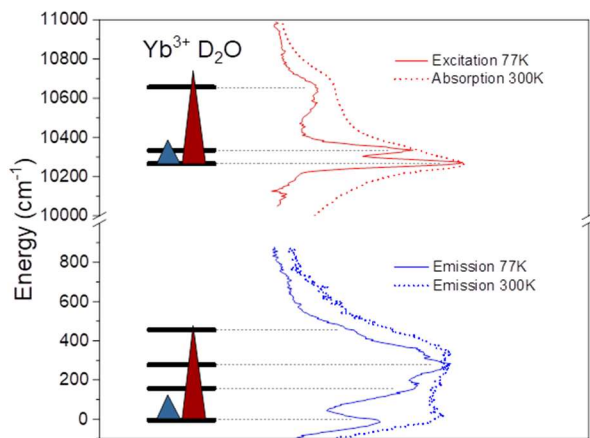 11000
10800
10600
10400
10200
10000
800
600
400
200
0
Energy (cm⁻¹)
Yb³⁺ D₂O
Excitation 77K
Absorption 300K
Emission 77K
Emission 300K